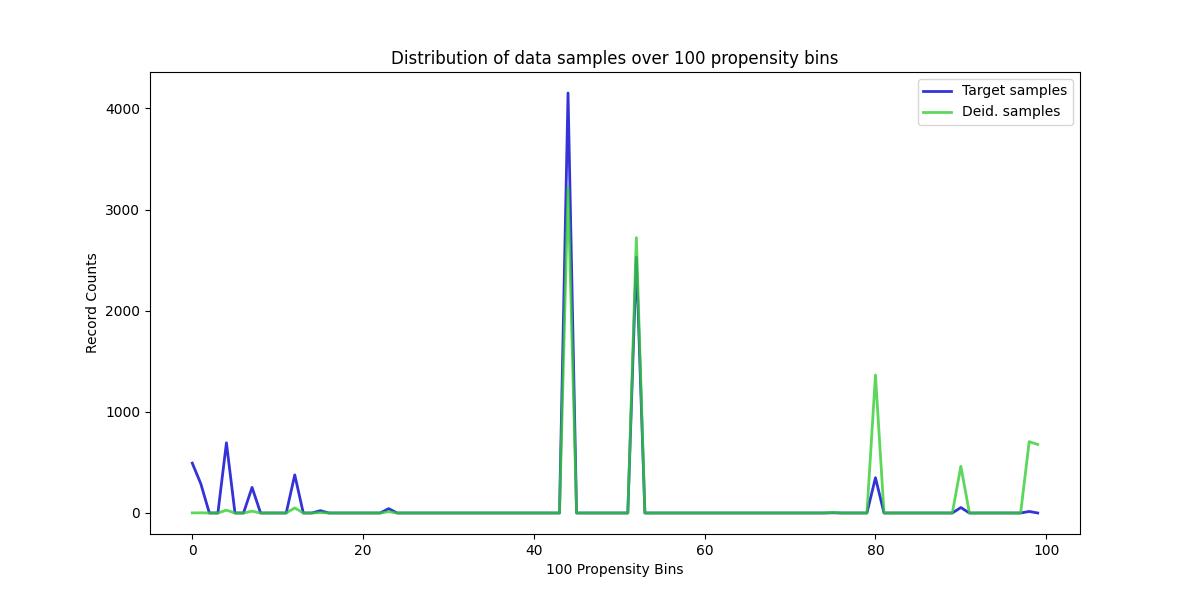 Distribution of data samples over 100 propensity bins
Target samples
Deid. samples
4000
3000
2000
1000
0
Record Counts
0 20 40 60 80 100
100 Propensity Bins